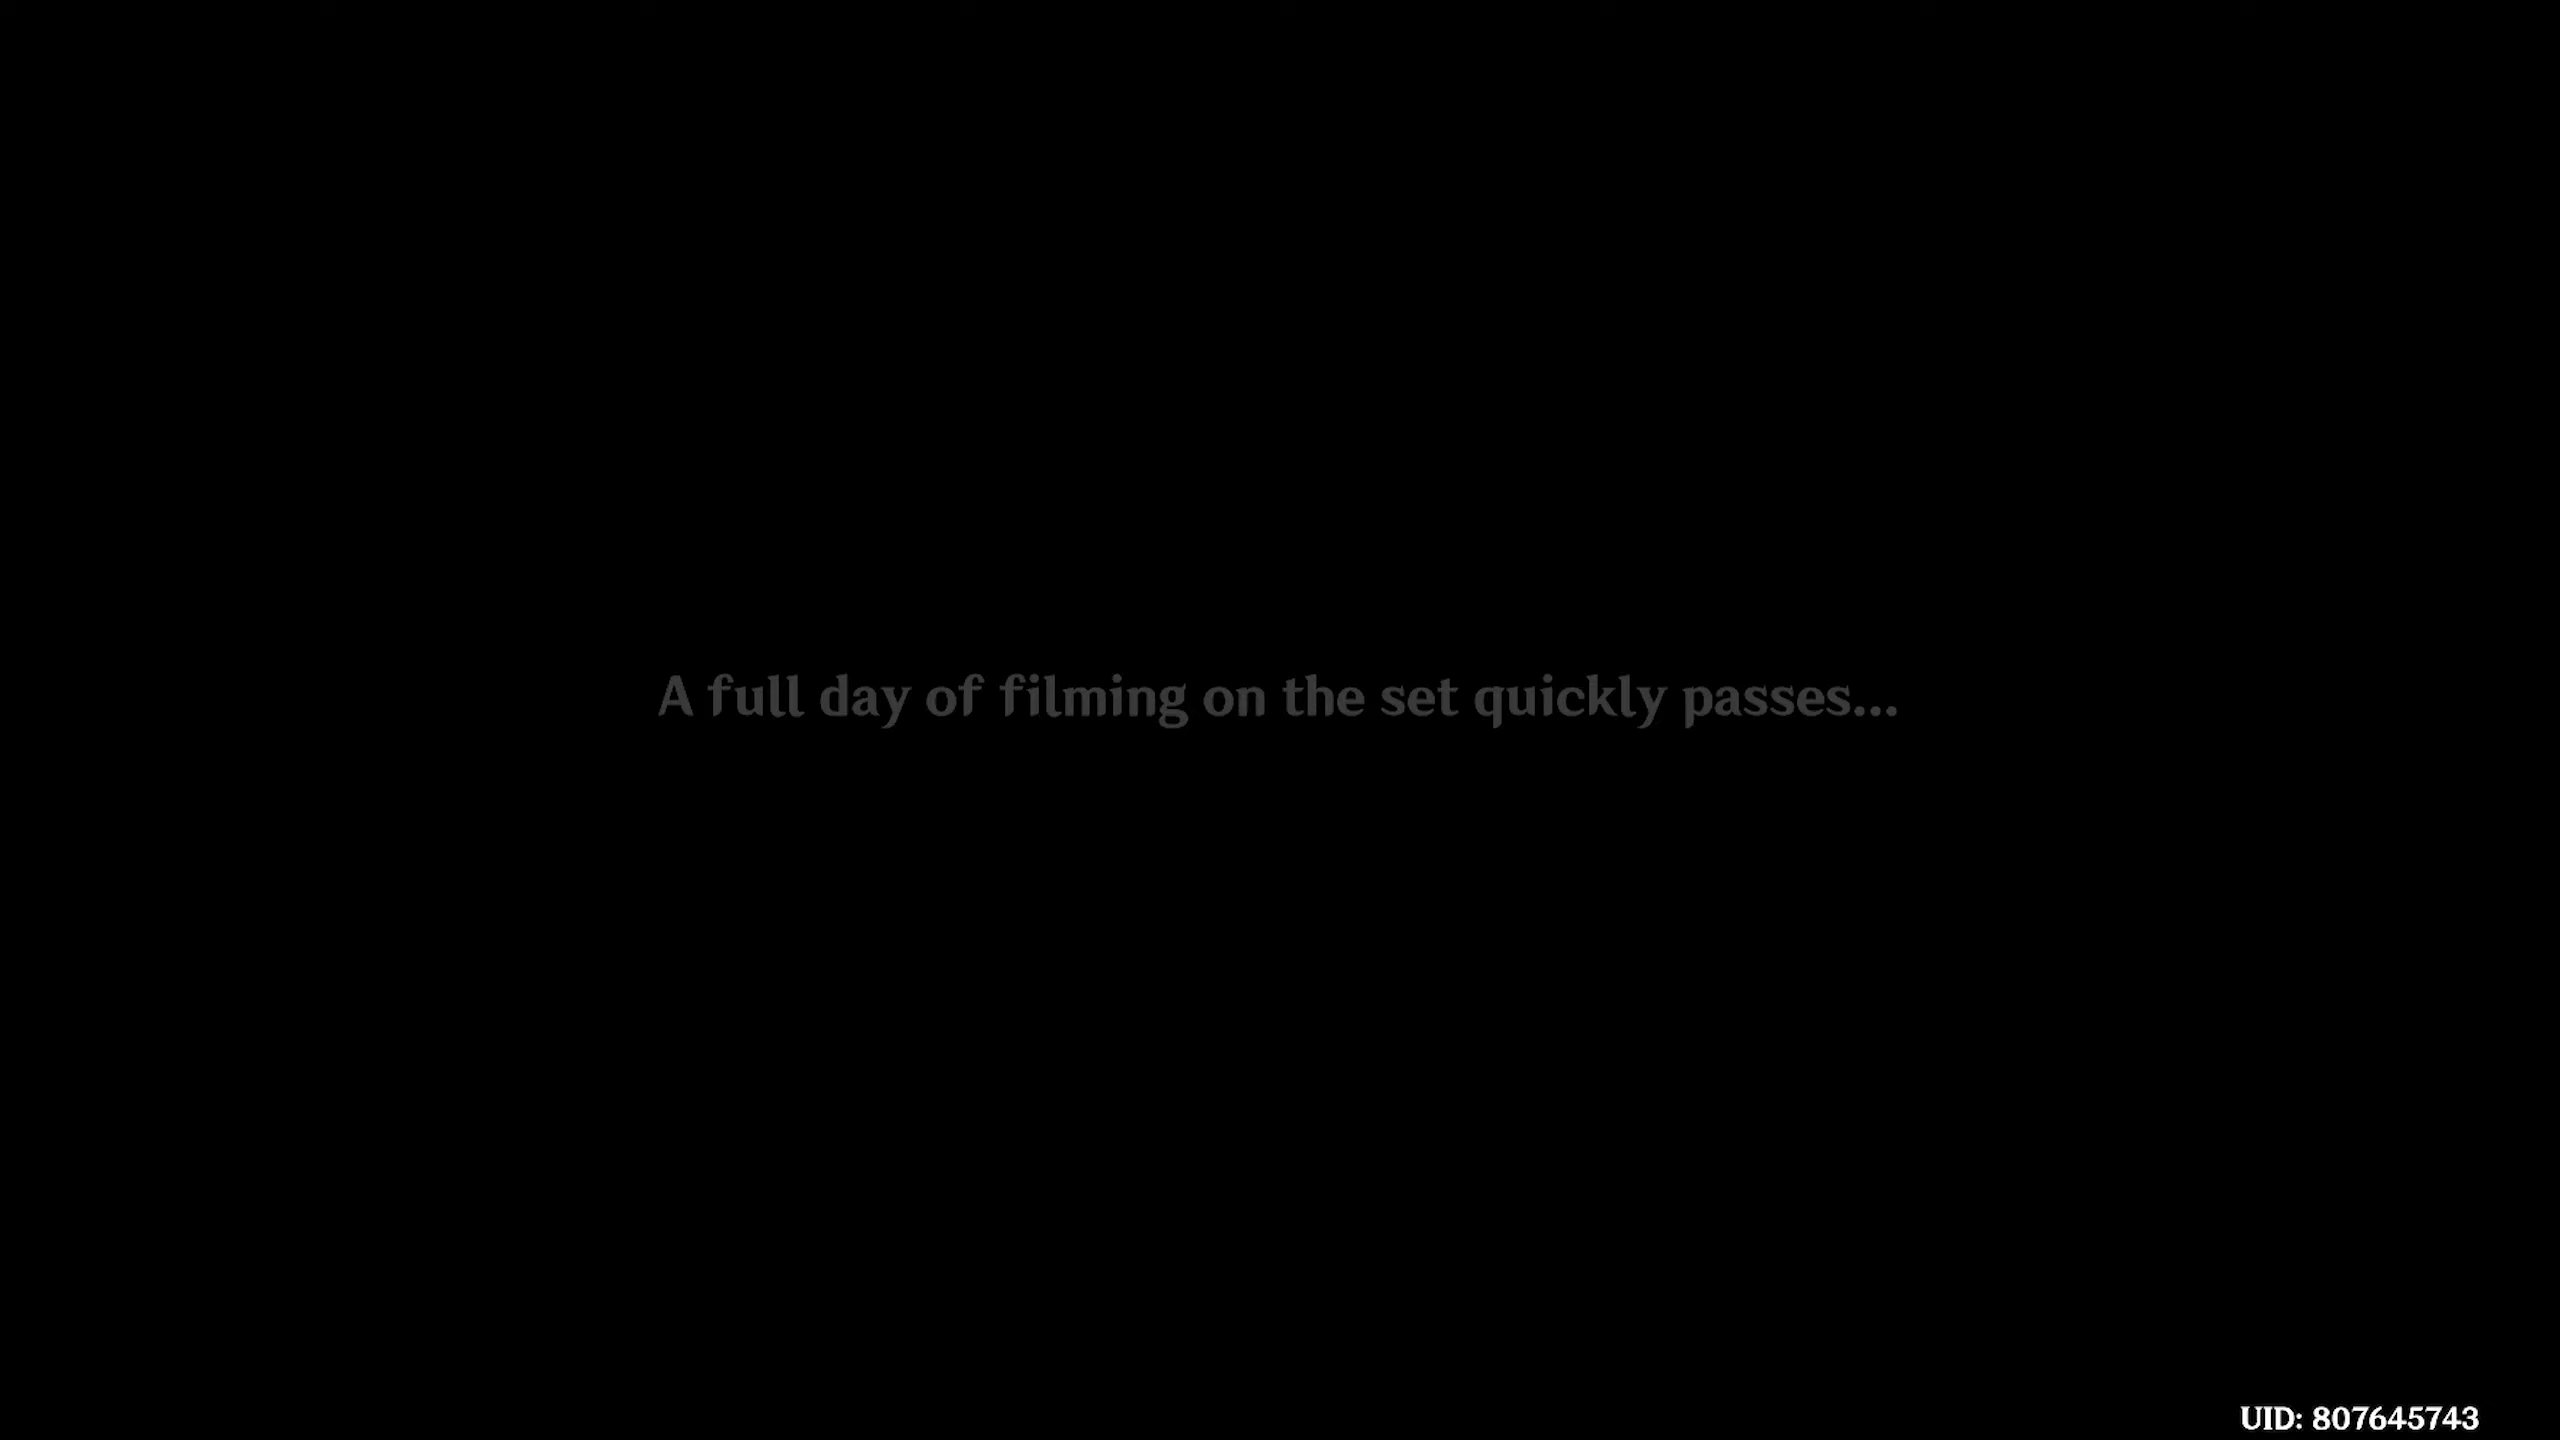 A full day of filming on the set quickly passes...
UID: 807645743